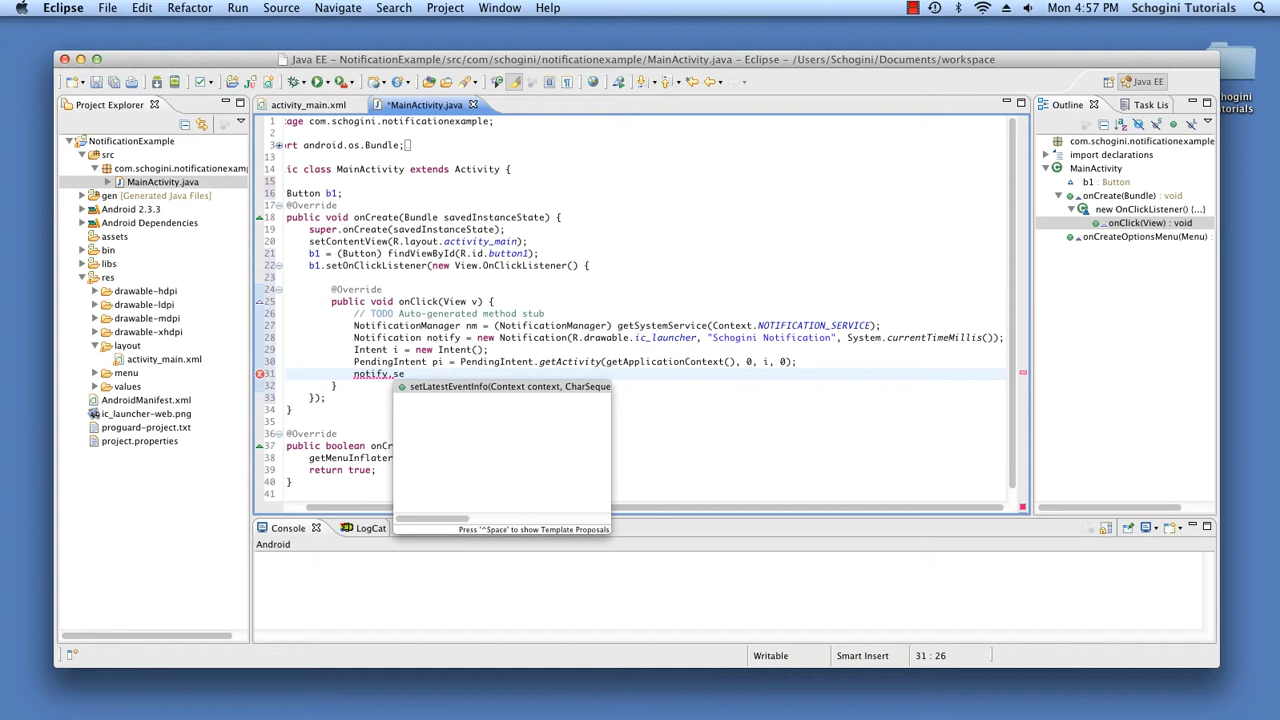 Eclipse File Edit Refactor Run Source Navigate Search Project Window Help Mon 4:57 PM Schogini Tutorials
Java EE – NotificationExample/src/com/schogini/notificationexample/MainActivity.java – Eclipse – /Users/Schogini/Documents/workspace
Java EE
Project Explorer
NotificationExample
src
com.schogini.notificationexamp
MainActivity.java
gen [Generated Java Files]
Android 2.3.3
Android Dependencies
assets
bin
libs
res
drawable-hdpi
drawable-ldpi
drawable-mdpi
drawable-xhdpi
layout
activity_main.xml
menu
values
AndroidManifest.xml
ic_launcher-web.png
proguard-project.txt
project.properties
activity_main.xml *MainActivity.java
1 age com.schogini.notificationexample;
2
3 rt android.os.Bundle;
13
14 ic class MainActivity extends Activity {
15
16 Button b1;
17 @Override
18 public void onCreate(Bundle savedInstanceState) {
19 super.onCreate(savedInstanceState);
20 setContentView(R.layout.activity_main);
21 b1 = (Button) findViewById(R.id.button1);
22 b1.setOnClickListener(new View.OnClickListener() {
23
24 @Override
25 public void onClick(View v) {
26 // TODO Auto-generated method stub
27 NotificationManager nm = (NotificationManager) getSystemService(Context.NOTIFICATION_SERVICE);
28 Notification notify = new Notification(R.drawable.ic_launcher, "Schogini Notification", System.currentTimeMillis());
29 Intent i = new Intent();
30 PendingIntent pi = PendingIntent.getActivity(getApplicationContext(), 0, i, 0);
31 notify.se
32 }
33 });
34 }
35
36 @Override
37 public boolean onCr
38 getMenuInflater
39 return true;
40 }
41
setLatestEventInfo(Context context, CharSeque
Press '^Space' to show Template Proposals
Outline Task Lis
com.schogini.notificationexample
import declarations
MainActivity
b1 : Button
onCreate(Bundle) : void
new OnClickListener() {...}
onClick(View) : void
onCreateOptionsMenu(Menu) :
Console LogCat
Android
Writable Smart Insert 31 : 26